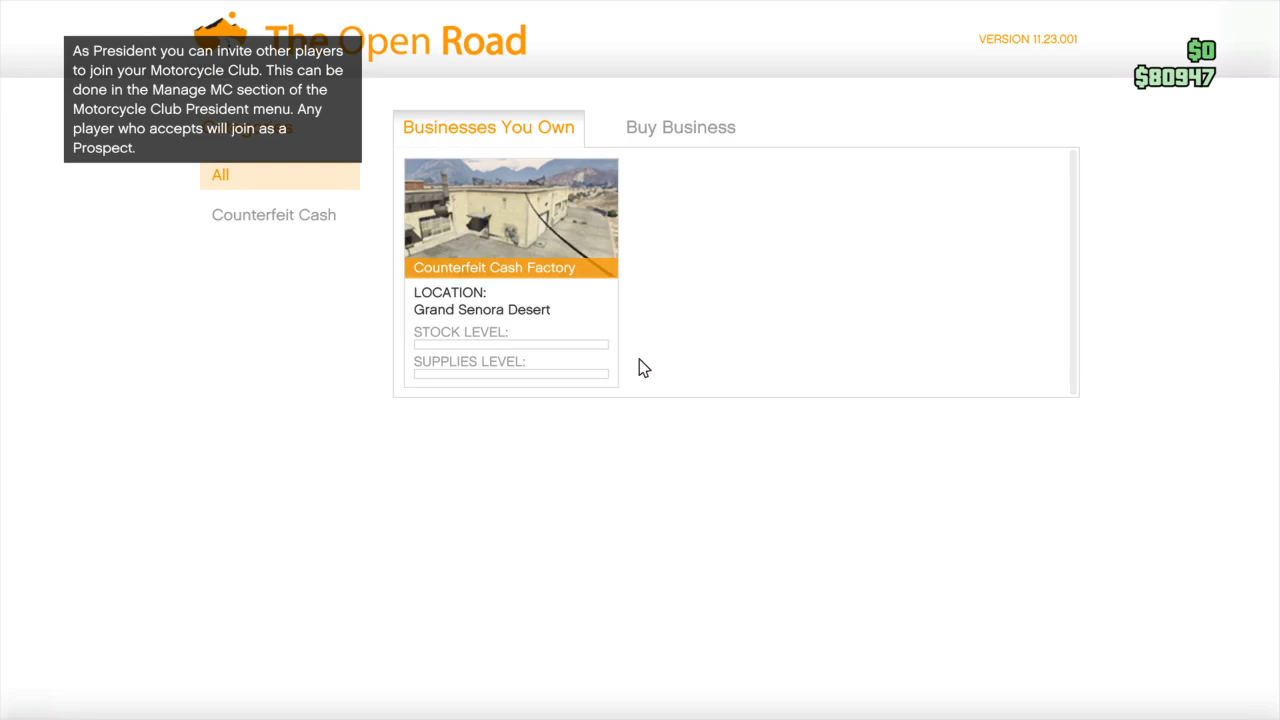 The Open Road
VERSION 11.23.001
$0
$80947
As President you can invite other players
to join your Motorcycle Club. This can be
done in the Manage MC section of the
Motorcycle Club President menu. Any
player who accepts will join as a
Prospect.
All
Counterfeit Cash
Businesses You Own
Buy Business
Counterfeit Cash Factory
LOCATION:
Grand Senora Desert
STOCK LEVEL:
SUPPLIES LEVEL: